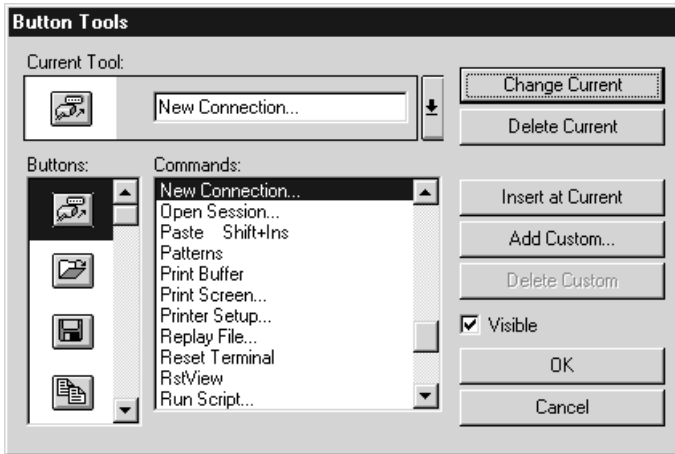 Button Tools
Current Tool:
New Connection...
Change Current
Delete Current
Buttons:
Commands:
New Connection...
Open Session...
Paste    Shift+Ins
Patterns
Print Buffer
Print Screen...
Printer Setup...
Replay File...
Reset Terminal
RstView
Run Script...
Insert at Current
Add Custom...
Delete Custom
Visible
OK
Cancel